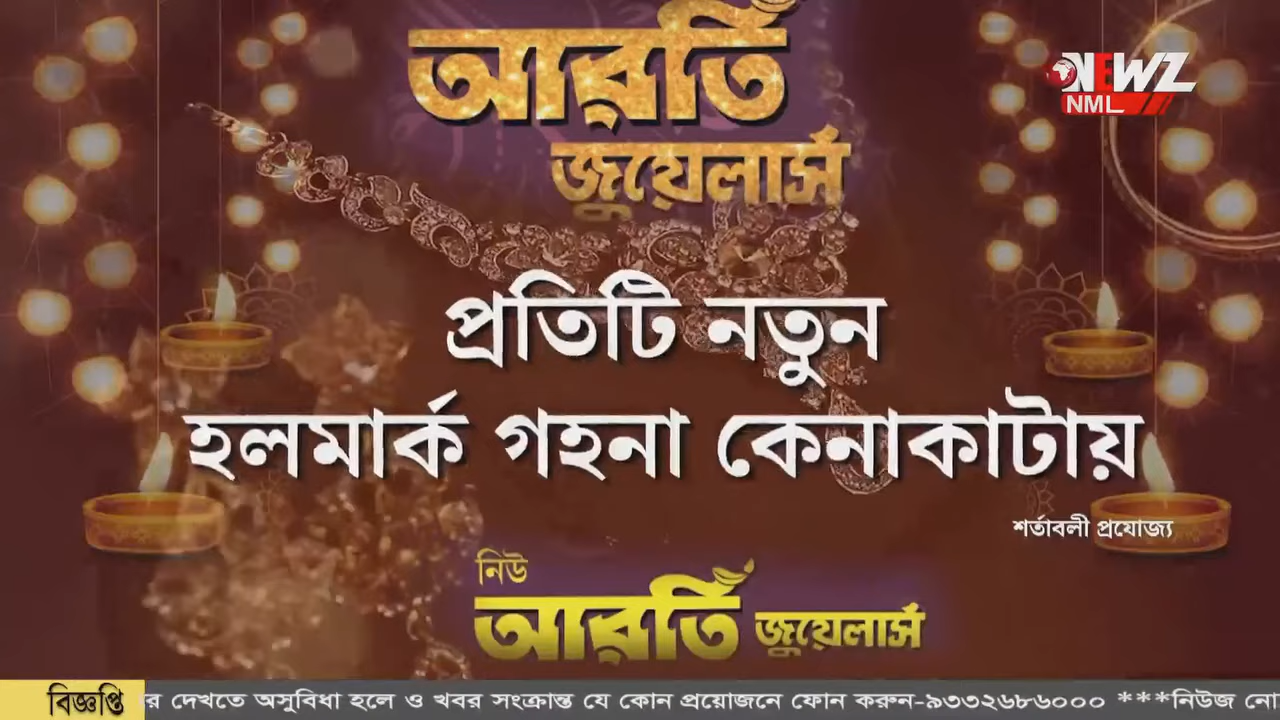 আরতি
জুয়েলার্স
NEWZ
NML
প্রতিটি নতুন
হলমার্ক গহনা কেনাকাটায়
শর্তাবলী প্রযোজ্য
নিউ
আরতি জুয়েলার্স
বিজ্ঞপ্তি র দেখতে অসুবিধা হলে ও খবর সংক্রান্ত যে কোন প্রয়োজনে ফোন করুন-৯৩৩২৬৮৬০০০ ***নিউজ নো